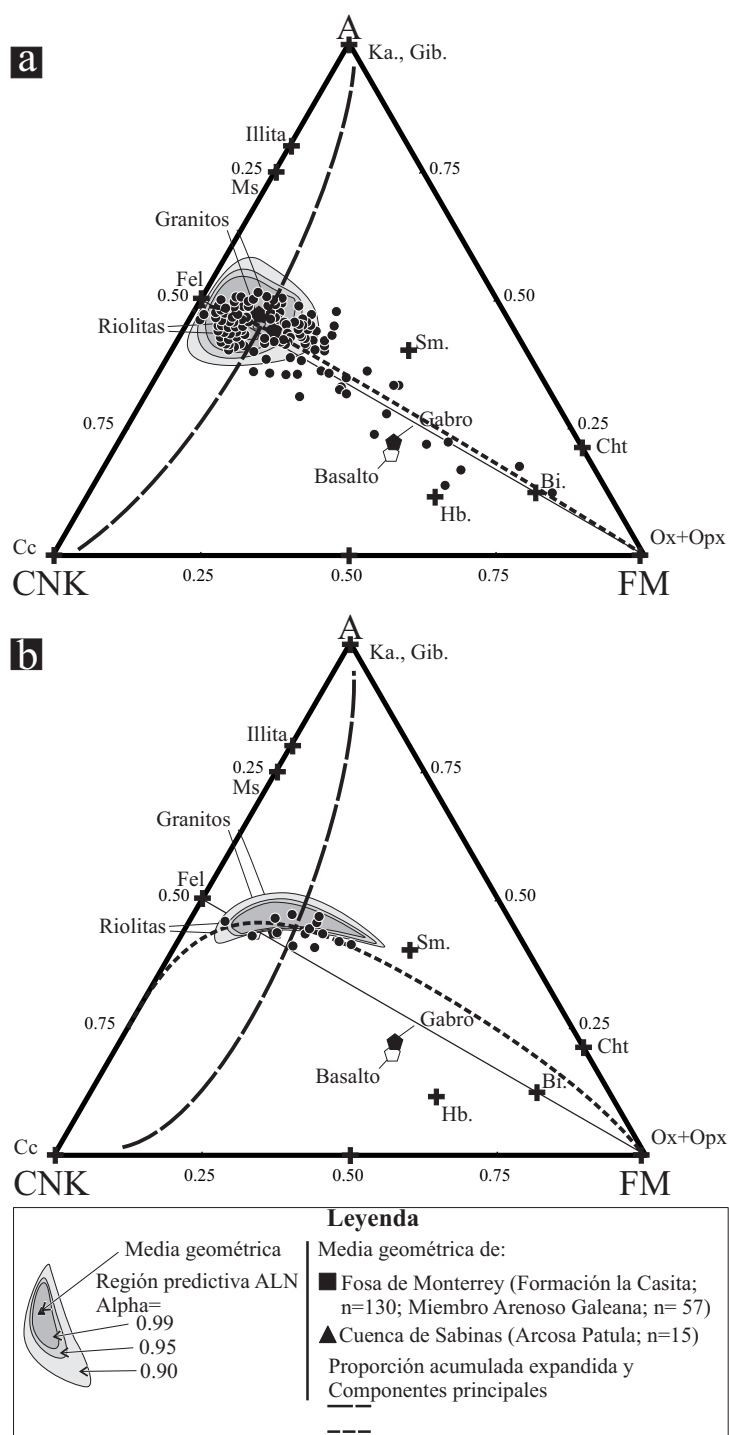 a
A
Ka., Gib.
Illita
0.25
Ms
0.75
Granitos
Fel
0.50
0.50
Riolitas
Sm.
0.75
Gabro
0.25
Cht
Basalto
Bi.
Hb.
Cc
Ox+Opx
CNK
0.25
0.50
0.75
FM
b
A
Ka., Gib.
Illita
0.25
Ms
0.75
Granitos
Fel
0.50
0.50
Riolitas
Sm.
0.75
Gabro
0.25
Cht
Basalto
Bi.
Hb.
Cc
Ox+Opx
CNK
0.25
0.50
0.75
FM
Leyenda
Media geométrica
Región predictiva ALN
Alpha=
0.99
0.95
0.90
Media geométrica de:
Fosa de Monterrey (Formación la Casita;
n=130; Miembro Arenoso Galeana; n= 57)
Cuenca de Sabinas (Arcosa Patula; n=15)
Proporción acumulada expandida y
Componentes principales